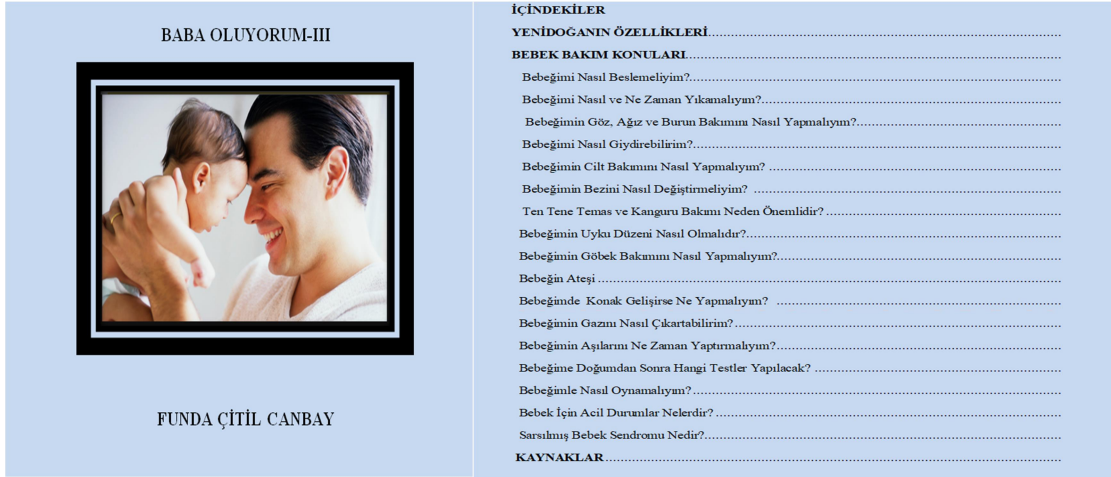 BABA OLUYORUM-III
FUNDA ÇİTİL CANBAY
İÇİNDEKİLER
YENİDOĞANIN ÖZELLİKLERİ
BEBEK BAKIM KONULARI
Bebeğimi Nasıl Beslemeliyim?
Bebeğimi Nasıl ve Ne Zaman Yıkamalıyım?
Bebeğimin Göz, Ağız ve Burun Bakımını Nasıl Yapmalıyım?
Bebeğimi Nasıl Giydirebilirim?
Bebeğimin Cilt Bakımını Nasıl Yapmalıyım?
Bebeğimin Bezini Nasıl Değiştirmeliyim?
Ten Tene Temas ve Kanguru Bakımı Neden Önemlidir?
Bebeğimin Uyku Düzeni Nasıl Olmalıdır?
Bebeğimin Göbek Bakımını Nasıl Yapmalıyım?
Bebeğin Ateşi
Bebeğimde Konak Gelişirse Ne Yapmalıyım?
Bebeğimin Gazını Nasıl Çıkartabilirim?
Bebeğimin Aşılarını Ne Zaman Yaptırmalıyım?
Bebeğime Doğumdan Sonra Hangi Testler Yapılacak?
Bebeğimle Nasıl Oynamalıyım?
Bebek İçin Acil Durumlar Nelerdir?
Sarsılmış Bebek Sendromu Nedir?
KAYNAKLAR